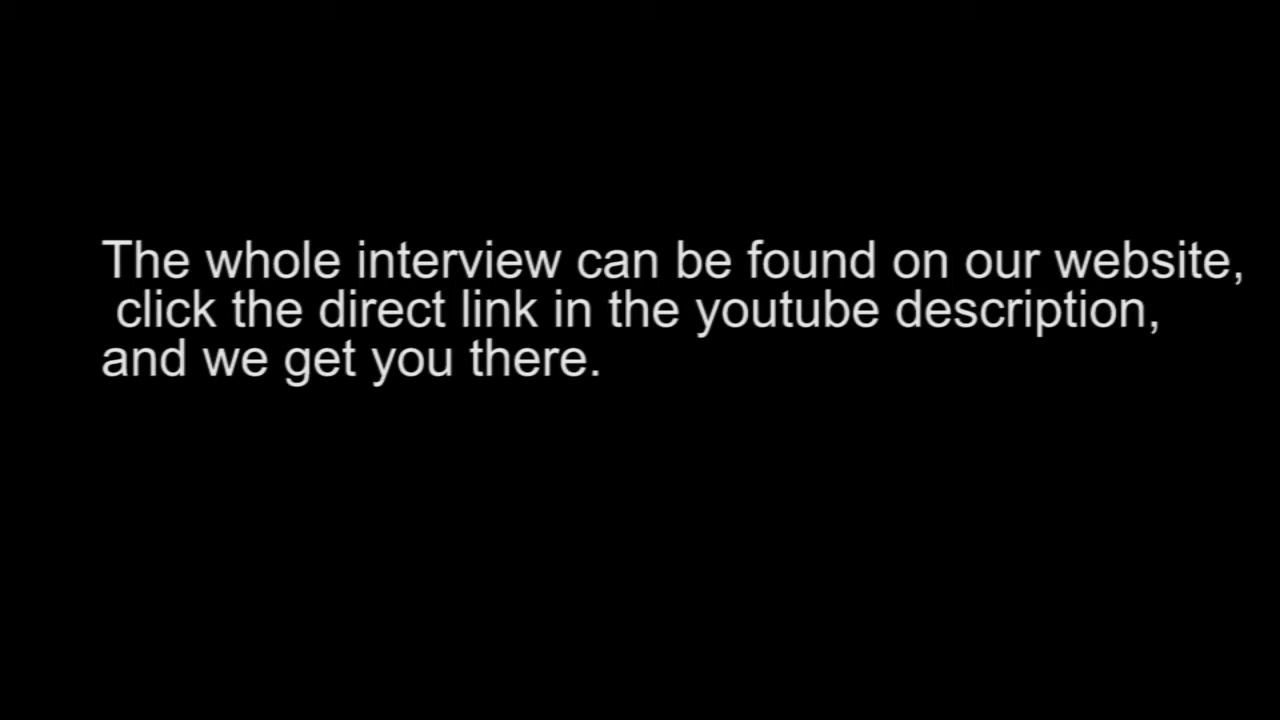 The whole interview can be found on our website,
click the direct link in the youtube description,
and we get you there.